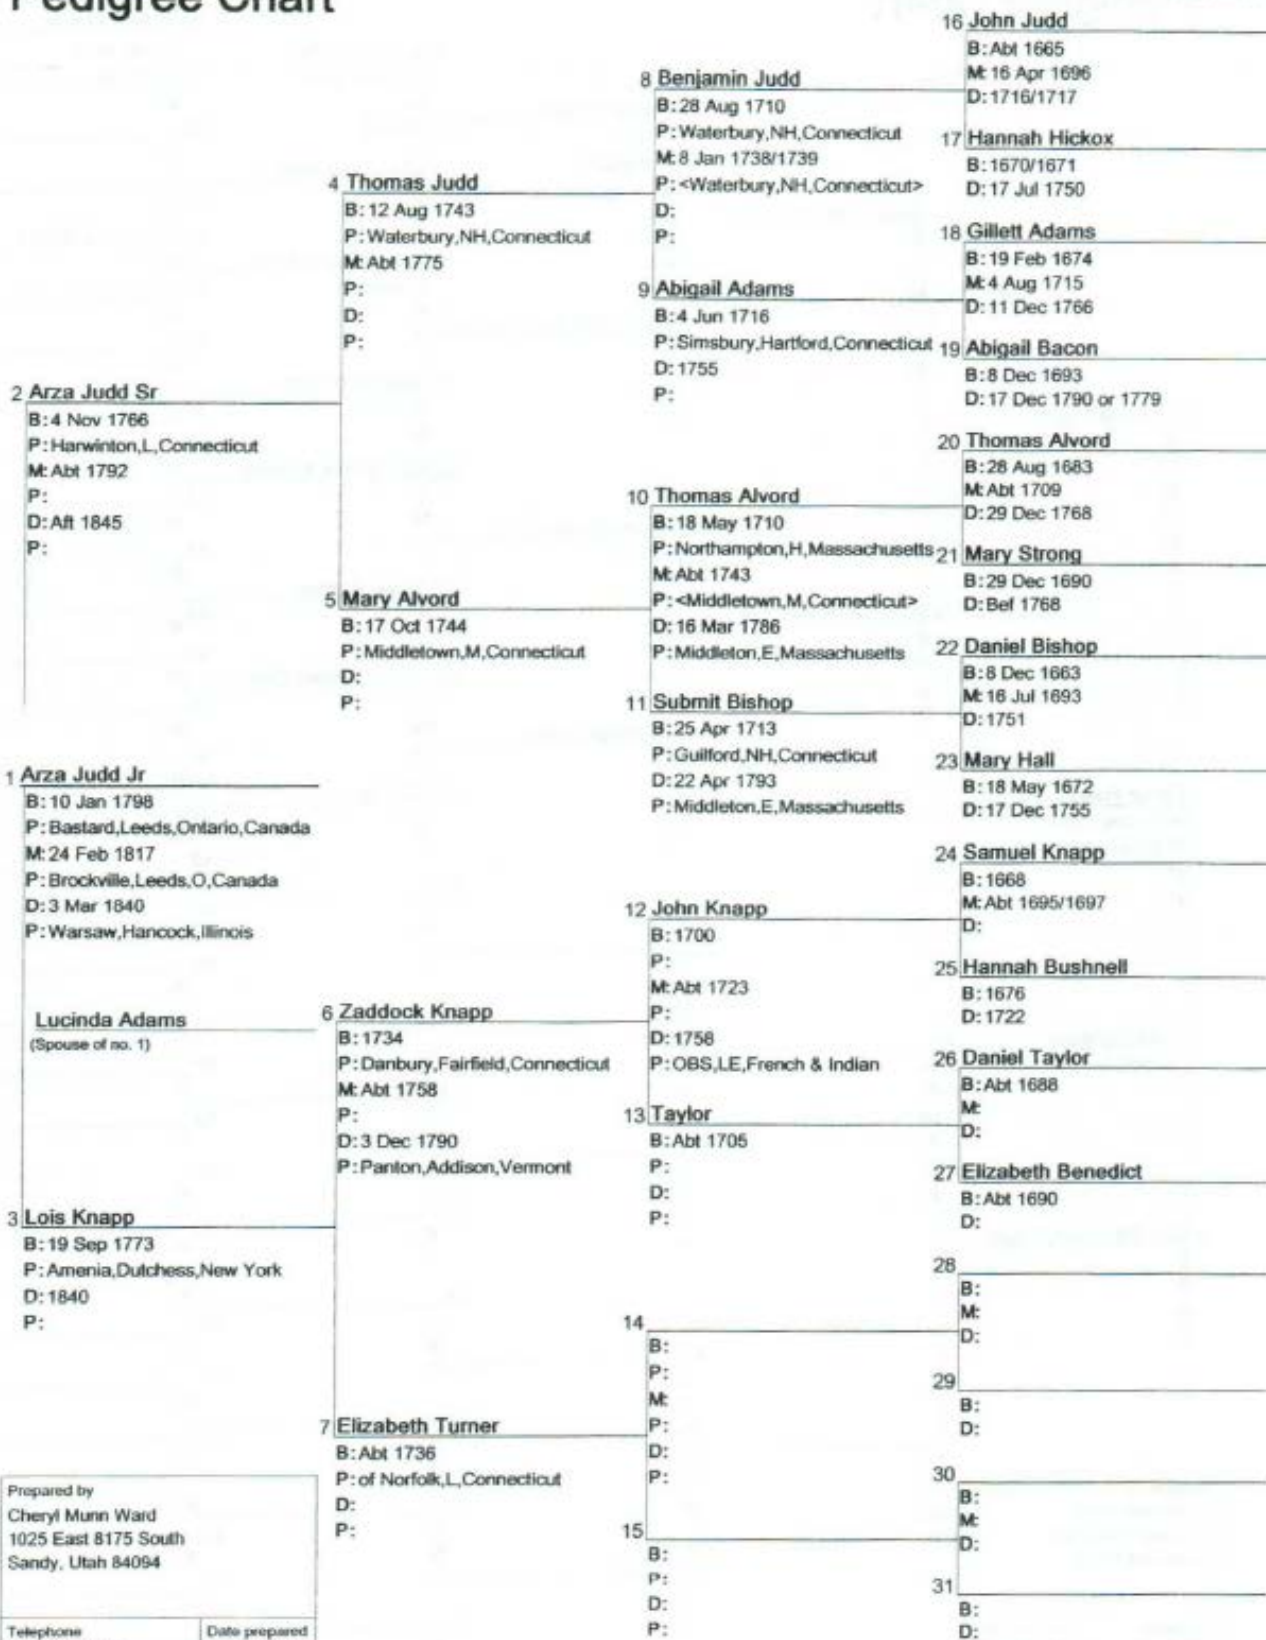 Pedigree Chart
16 John Judd
B: Abt 1665
M: 16 Apr 1696
D: 1716/1717
8 Benjamin Judd
B: 28 Aug 1710
P: Waterbury,NH,Connecticut
M: 8 Jan 1738/1739
P: <Waterbury,NH,Connecticut>
D:
P:
17 Hannah Hickox
B: 1670/1671
D: 17 Jul 1750
4 Thomas Judd
B: 12 Aug 1743
P: Waterbury,NH,Connecticut
M: Abt 1775
P:
D:
P:
18 Gillett Adams
B: 19 Feb 1674
M: 4 Aug 1715
D: 11 Dec 1766
9 Abigail Adams
B: 4 Jun 1716
P: Simsbury,Hartford,Connecticut
D: 1755
P:
19 Abigail Bacon
B: 8 Dec 1693
D: 17 Dec 1790 or 1779
2 Arza Judd Sr
B: 4 Nov 1766
P: Harwinton,L,Connecticut
M: Abt 1792
P:
D: Aft 1845
P:
20 Thomas Alvord
B: 28 Aug 1683
M: Abt 1709
D: 29 Dec 1768
10 Thomas Alvord
B: 18 May 1710
P: Northampton,H,Massachusetts
M: Abt 1743
P: <Middletown,M,Connecticut>
D: 16 Mar 1786
P: Middleton,E,Massachusetts
21 Mary Strong
B: 29 Dec 1690
D: Bef 1768
5 Mary Alvord
B: 17 Oct 1744
P: Middletown,M,Connecticut
D:
P:
22 Daniel Bishop
B: 8 Dec 1663
M: 16 Jul 1693
D: 1751
11 Submit Bishop
B: 25 Apr 1713
P: Guilford,NH,Connecticut
D: 22 Apr 1793
P: Middleton,E,Massachusetts
23 Mary Hall
B: 18 May 1672
D: 17 Dec 1755
1 Arza Judd Jr
B: 10 Jan 1798
P: Bastard,Leeds,Ontario,Canada
M: 24 Feb 1817
P: Brockville,Leeds,O,Canada
D: 3 Mar 1840
P: Warsaw,Hancock,Illinois
24 Samuel Knapp
B: 1668
M: Abt 1695/1697
D:
12 John Knapp
B: 1700
P:
M: Abt 1723
P:
D: 1758
P: OBS,LE,French & Indian
25 Hannah Bushnell
B: 1676
D: 1722
Lucinda Adams
(Spouse of no. 1)
6 Zaddock Knapp
B: 1734
P: Danbury,Fairfield,Connecticut
M: Abt 1758
P:
D: 3 Dec 1790
P: Panton,Addison,Vermont
26 Daniel Taylor
B: Abt 1688
M:
D:
13 Taylor
B: Abt 1705
P:
D:
P:
27 Elizabeth Benedict
B: Abt 1690
D:
3 Lois Knapp
B: 19 Sep 1773
P: Amenia,Dutchess,New York
D: 1840
P:
28
B:
M:
D:
14
B:
P:
M:
P:
D:
P:
29
B:
D:
7 Elizabeth Turner
B: Abt 1736
P: of Norfolk,L,Connecticut
D:
P:
30
B:
M:
D:
15
B:
P:
D:
P:
31
B:
D:
Prepared by
Cheryl Munn Ward
1025 East 8175 South
Sandy, Utah 84094
Telephone
Date prepared